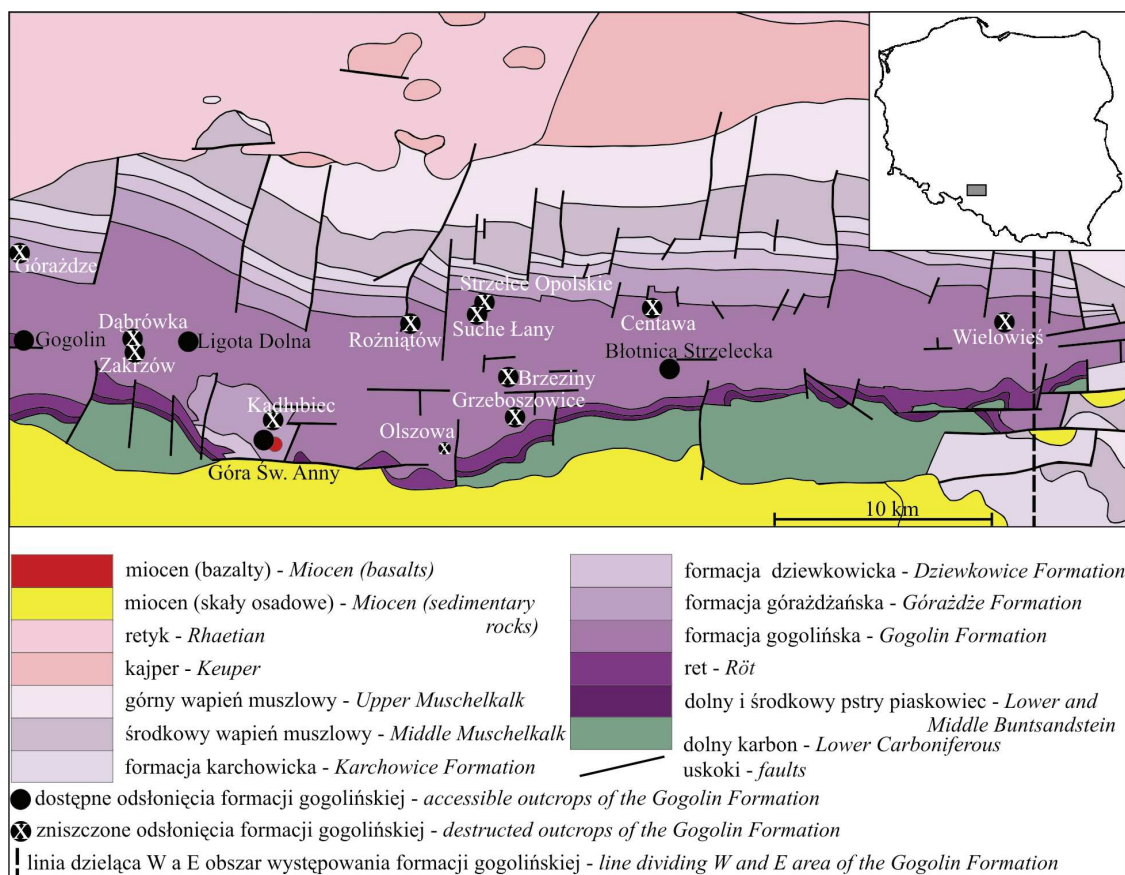 Górażdże
Strzelce Opolskie
Dąbrówka
Suche Łany
Centawa
Gogolin
Ligota Dolna
Rożniątów
Wielowieś
Zakrzów
Błotnica Strzelecka
Brzeziny
Kadłubiec
Grzeboszowice
Olszowa
Góra Św. Anny
10 km
miocen (bazalty) - Miocen (basalts)
miocen (skały osadowe) - Miocen (sedimentary
rocks)
retyk - Rhaetian
kajper - Keuper
górny wapień muszlowy - Upper Muschelkalk
środkowy wapień muszlowy - Middle Muschelkalk
formacja karchowicka - Karchowice Formation
formacja dziewkowicka - Dziewkowice Formation
formacja górażdżańska - Górażdże Formation
formacja gogolińska - Gogolin Formation
ret - Röt
dolny i środkowy pstry piaskowiec - Lower and
Middle Buntsandstein
dolny karbon - Lower Carboniferous
uskoki - faults
dostępne odsłonięcia formacji gogolińskiej - accessible outcrops of the Gogolin Formation
zniszczone odsłonięcia formacji gogolińskiej - destructed outcrops of the Gogolin Formation
linia dzieląca W a E obszar występowania formacji gogolińskiej - line dividing W and E area of the Gogolin Formation